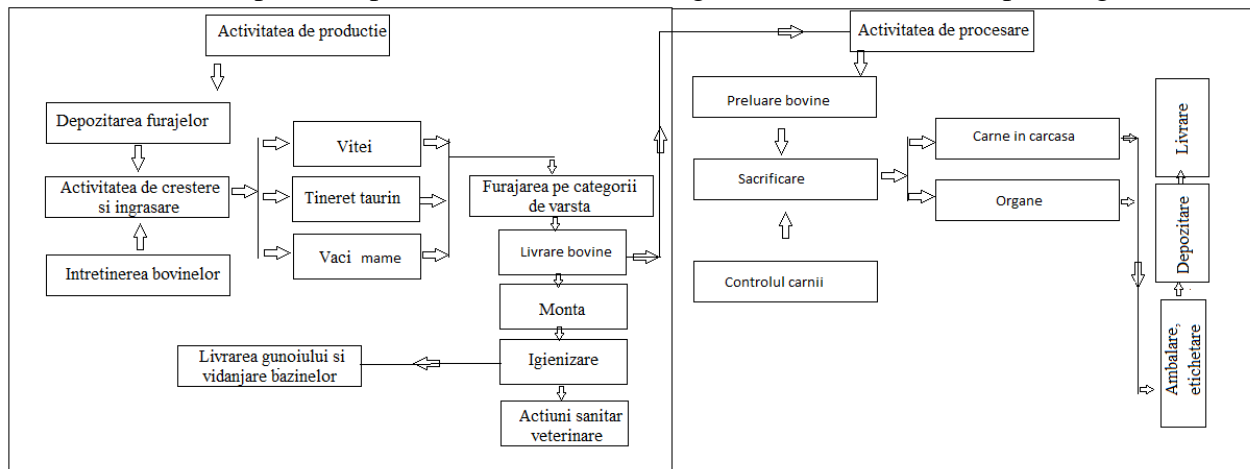 Activitatea de productie
Depozitarea furajelor
Activitatea de crestere
si ingrasare
Intretinerea bovinelor
Vitei
Tineret taurin
Vaci mame
Furajarea pe categorii
de varsta
Livrare bovine
Monta
Igienizare
Livrarea gunoiului si
vidanjare bazinelor
Actiuni sanitar
veterinare
Activitatea de procesare
Preluare bovine
Sacrificare
Controlul carnii
Carne in carcasa
Organe
Ambalare,
etichetare
Depozitare
Livrare